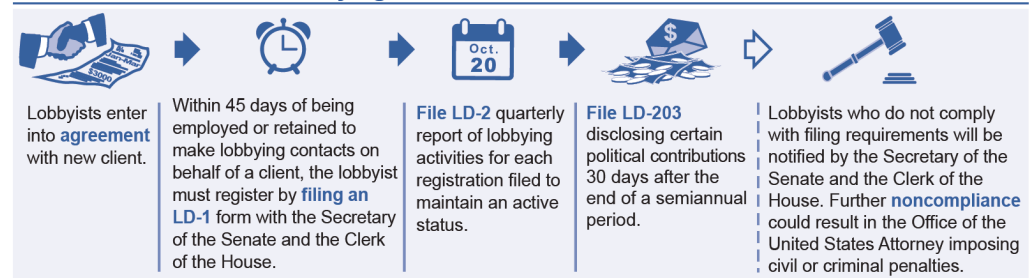 Jan-Mar
$3000
Oct.
20
$
Lobbyists enter
into agreement
with new client.
Within 45 days of being
employed or retained to
make lobbying contacts on
behalf of a client, the lobbyist
must register by filing an
LD-1 form with the Secretary
of the Senate and the Clerk
of the House.
File LD-2 quarterly
report of lobbying
activities for each
registration filed to
maintain an active
status.
File LD-203
disclosing certain
political contributions
30 days after the
end of a semiannual
period.
Lobbyists who do not comply
with filing requirements will be
notified by the Secretary of the
Senate and the Clerk of the
House. Further noncompliance
could result in the Office of the
United States Attorney imposing
civil or criminal penalties.